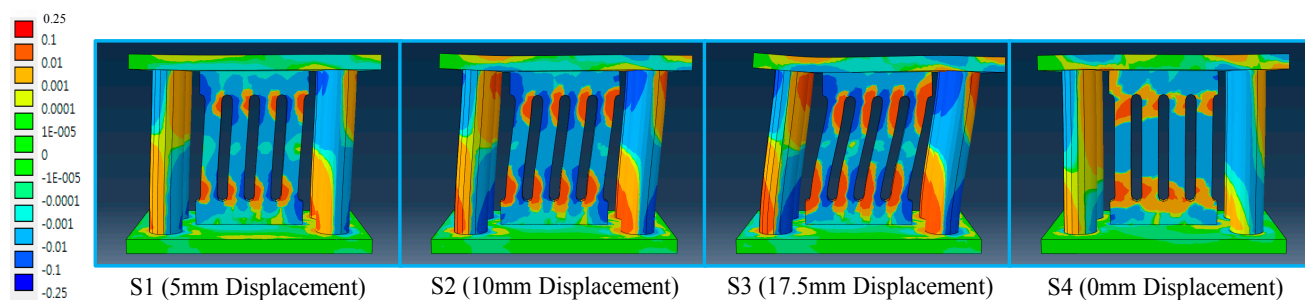 0.25
0.1
0.01
0.001
0.0001
1E-005
0
-1E-005
-0.0001
-0.001
-0.01
-0.1
-0.25
S1 (5mm Displacement)
S2 (10mm Displacement)
S3 (17.5mm Displacement)
S4 (0mm Displacement)